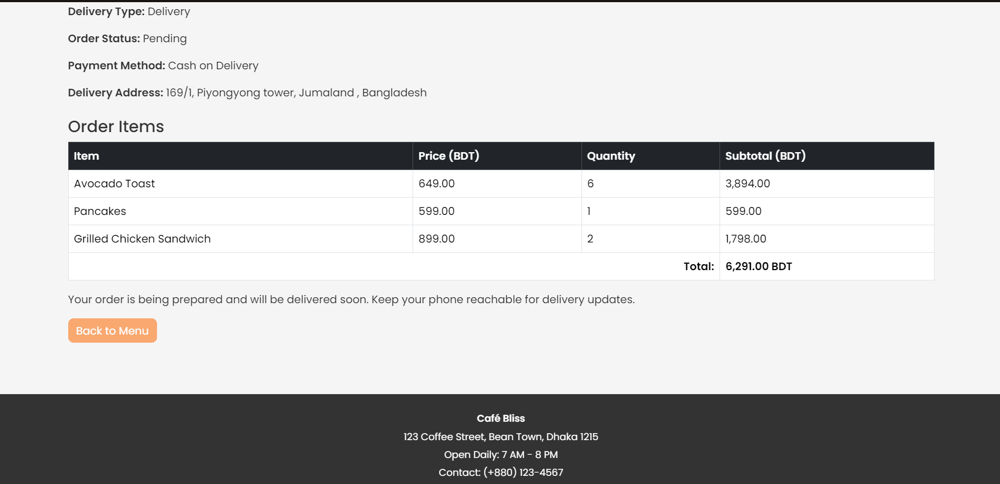 Delivery Type: Delivery
Order Status: Pending
Payment Method: Cash on Delivery
Delivery Address: 169/1, Piyongyong tower, Jumaland , Bangladesh
Order Items
Item Price (BDT) Quantity Subtotal (BDT)
Avocado Toast 649.00 6 3,894.00
Pancakes 599.00 1 599.00
Grilled Chicken Sandwich 899.00 2 1,798.00
Total: 6,291.00 BDT
Your order is being prepared and will be delivered soon. Keep your phone reachable for delivery updates.
Back to Menu
Café Bliss
123 Coffee Street, Bean Town, Dhaka 1215
Open Daily: 7 AM - 8 PM
Contact: (+880) 123-4567